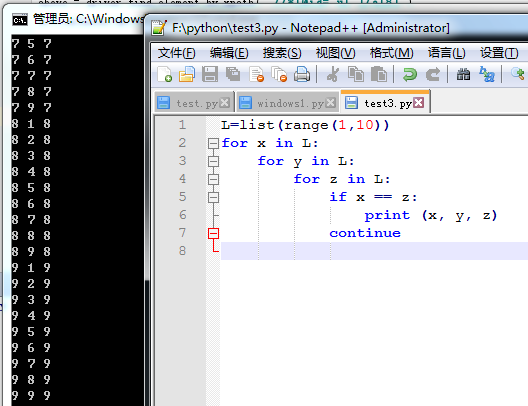 管理员: C:\Windows
7 5 7
7 6 7
7 7 7
7 8 7
7 9 7
8 1 8
8 2 8
8 3 8
8 4 8
8 5 8
8 6 8
8 7 8
8 8 8
8 9 8
9 1 9
9 2 9
9 3 9
9 4 9
9 5 9
9 6 9
9 7 9
9 8 9
9 9 9
F:\python\test3.py - Notepad++ [Administrator]
文件(F) 编辑(E) 搜索(S) 视图(V) 格式(M) 语言(L) 设置(T)
test.py windows1.py test3.py
1 L=list(range(1,10))
2 for x in L:
3 for y in L:
4 for z in L:
5 if x == z:
6 print (x, y, z)
7 continue
8